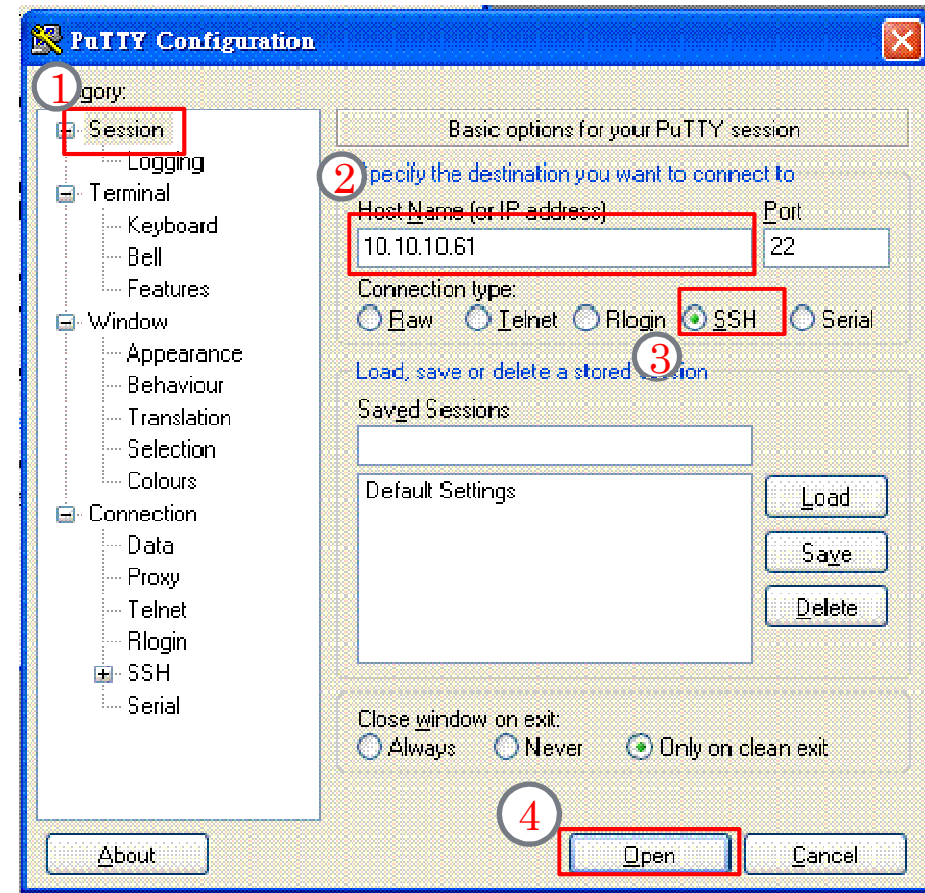 PuTTY Configuration
1
gory:
Session
Logging
Terminal
Keyboard
Bell
Features
Window
Appearance
Behaviour
Translation
Selection
Colours
Connection
Data
Proxy
Telnet
Rlogin
SSH
Serial
Basic options for your PuTTY session
2
pecify the destination you want to connect to
Host Name (or IP address) Port
10.10.10.61 22
Connection type:
Raw Telnet Rlogin SSH Serial
3
Load, save or delete a stored session
Saved Sessions
Default Settings
Load
Save
Delete
Close window on exit:
Always Never Only on clean exit
4
About Open Cancel